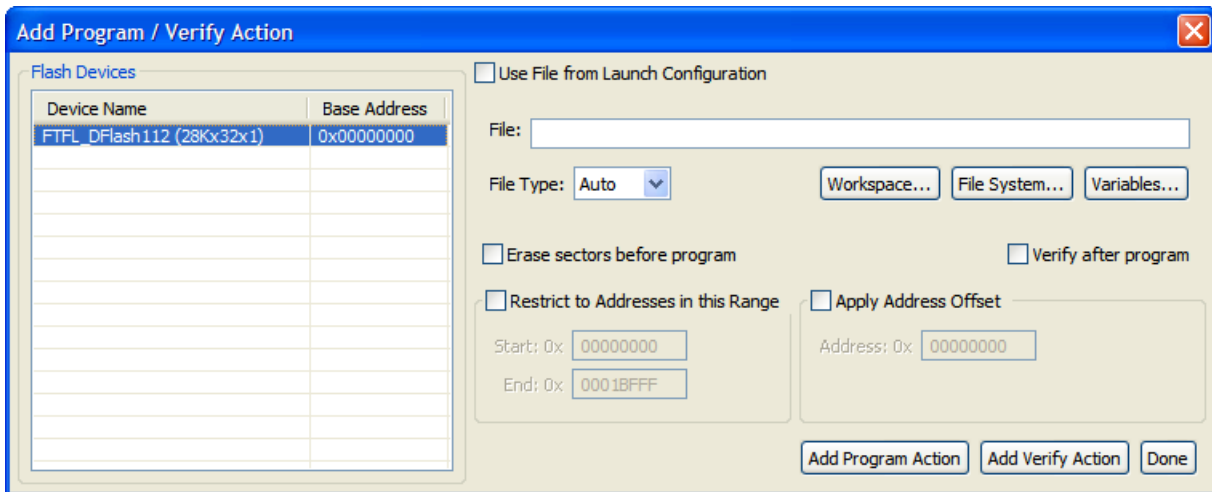 Add Program / Verify Action
Flash Devices
Device Name Base Address
FTFL_DFlash112 (28Kx32x1) 0x00000000
Use File from Launch Configuration
File:
File Type: Auto Workspace... File System... Variables...
Erase sectors before program Verify after program
Restrict to Addresses in this Range Apply Address Offset
Start: 0x 00000000 Address: 0x 00000000
End: 0x 0001BFFF
Add Program Action Add Verify Action Done